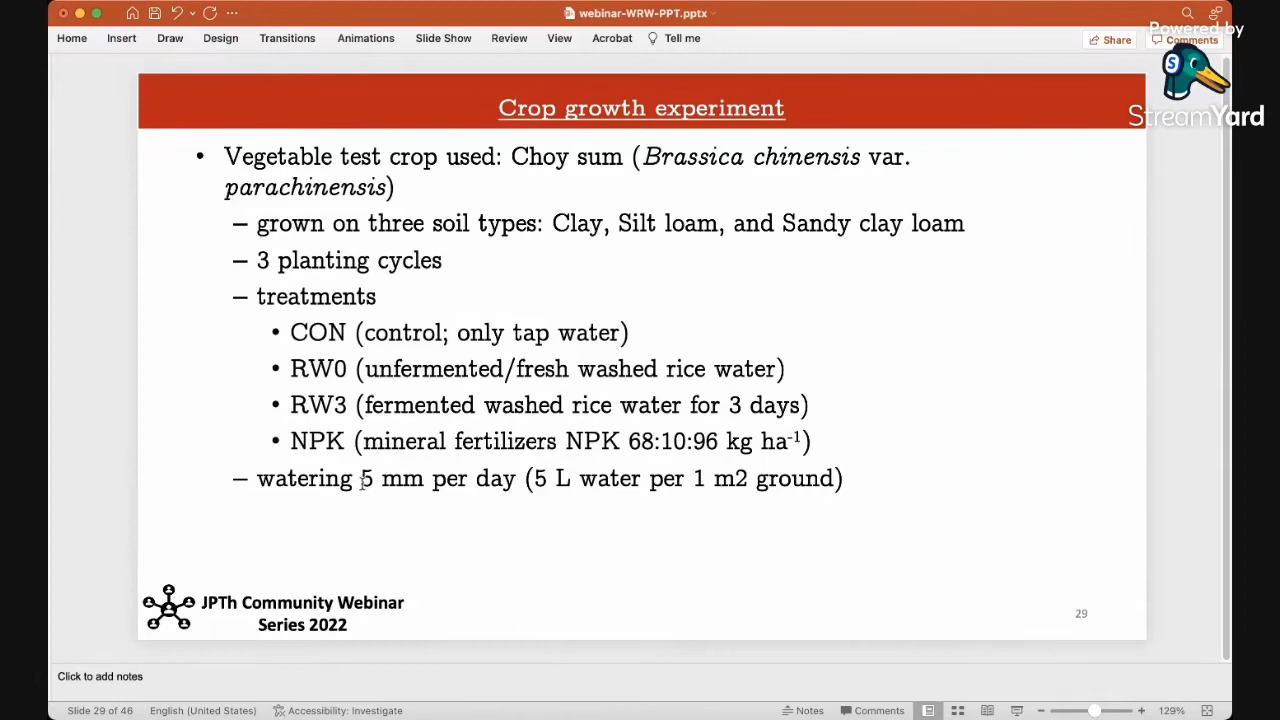 webinar-WRW-PPT.pptx
Powered by
Home Insert Draw Design Transitions Animations Slide Show Review View Acrobat Tell me Share Comments
S
StreamYard
Crop growth experiment
• Vegetable test crop used: Choy sum (Brassica chinensis var.
parachinensis)
– grown on three soil types: Clay, Silt loam, and Sandy clay loam
– 3 planting cycles
– treatments
• CON (control; only tap water)
• RW0 (unfermented/fresh washed rice water)
• RW3 (fermented washed rice water for 3 days)
• NPK (mineral fertilizers NPK 68:10:96 kg ha⁻¹)
– watering 5 mm per day (5 L water per 1 m2 ground)
JPTh Community Webinar
Series 2022
29
Click to add notes
Slide 29 of 46 English (United States) Accessibility: Investigate Notes Comments 129%